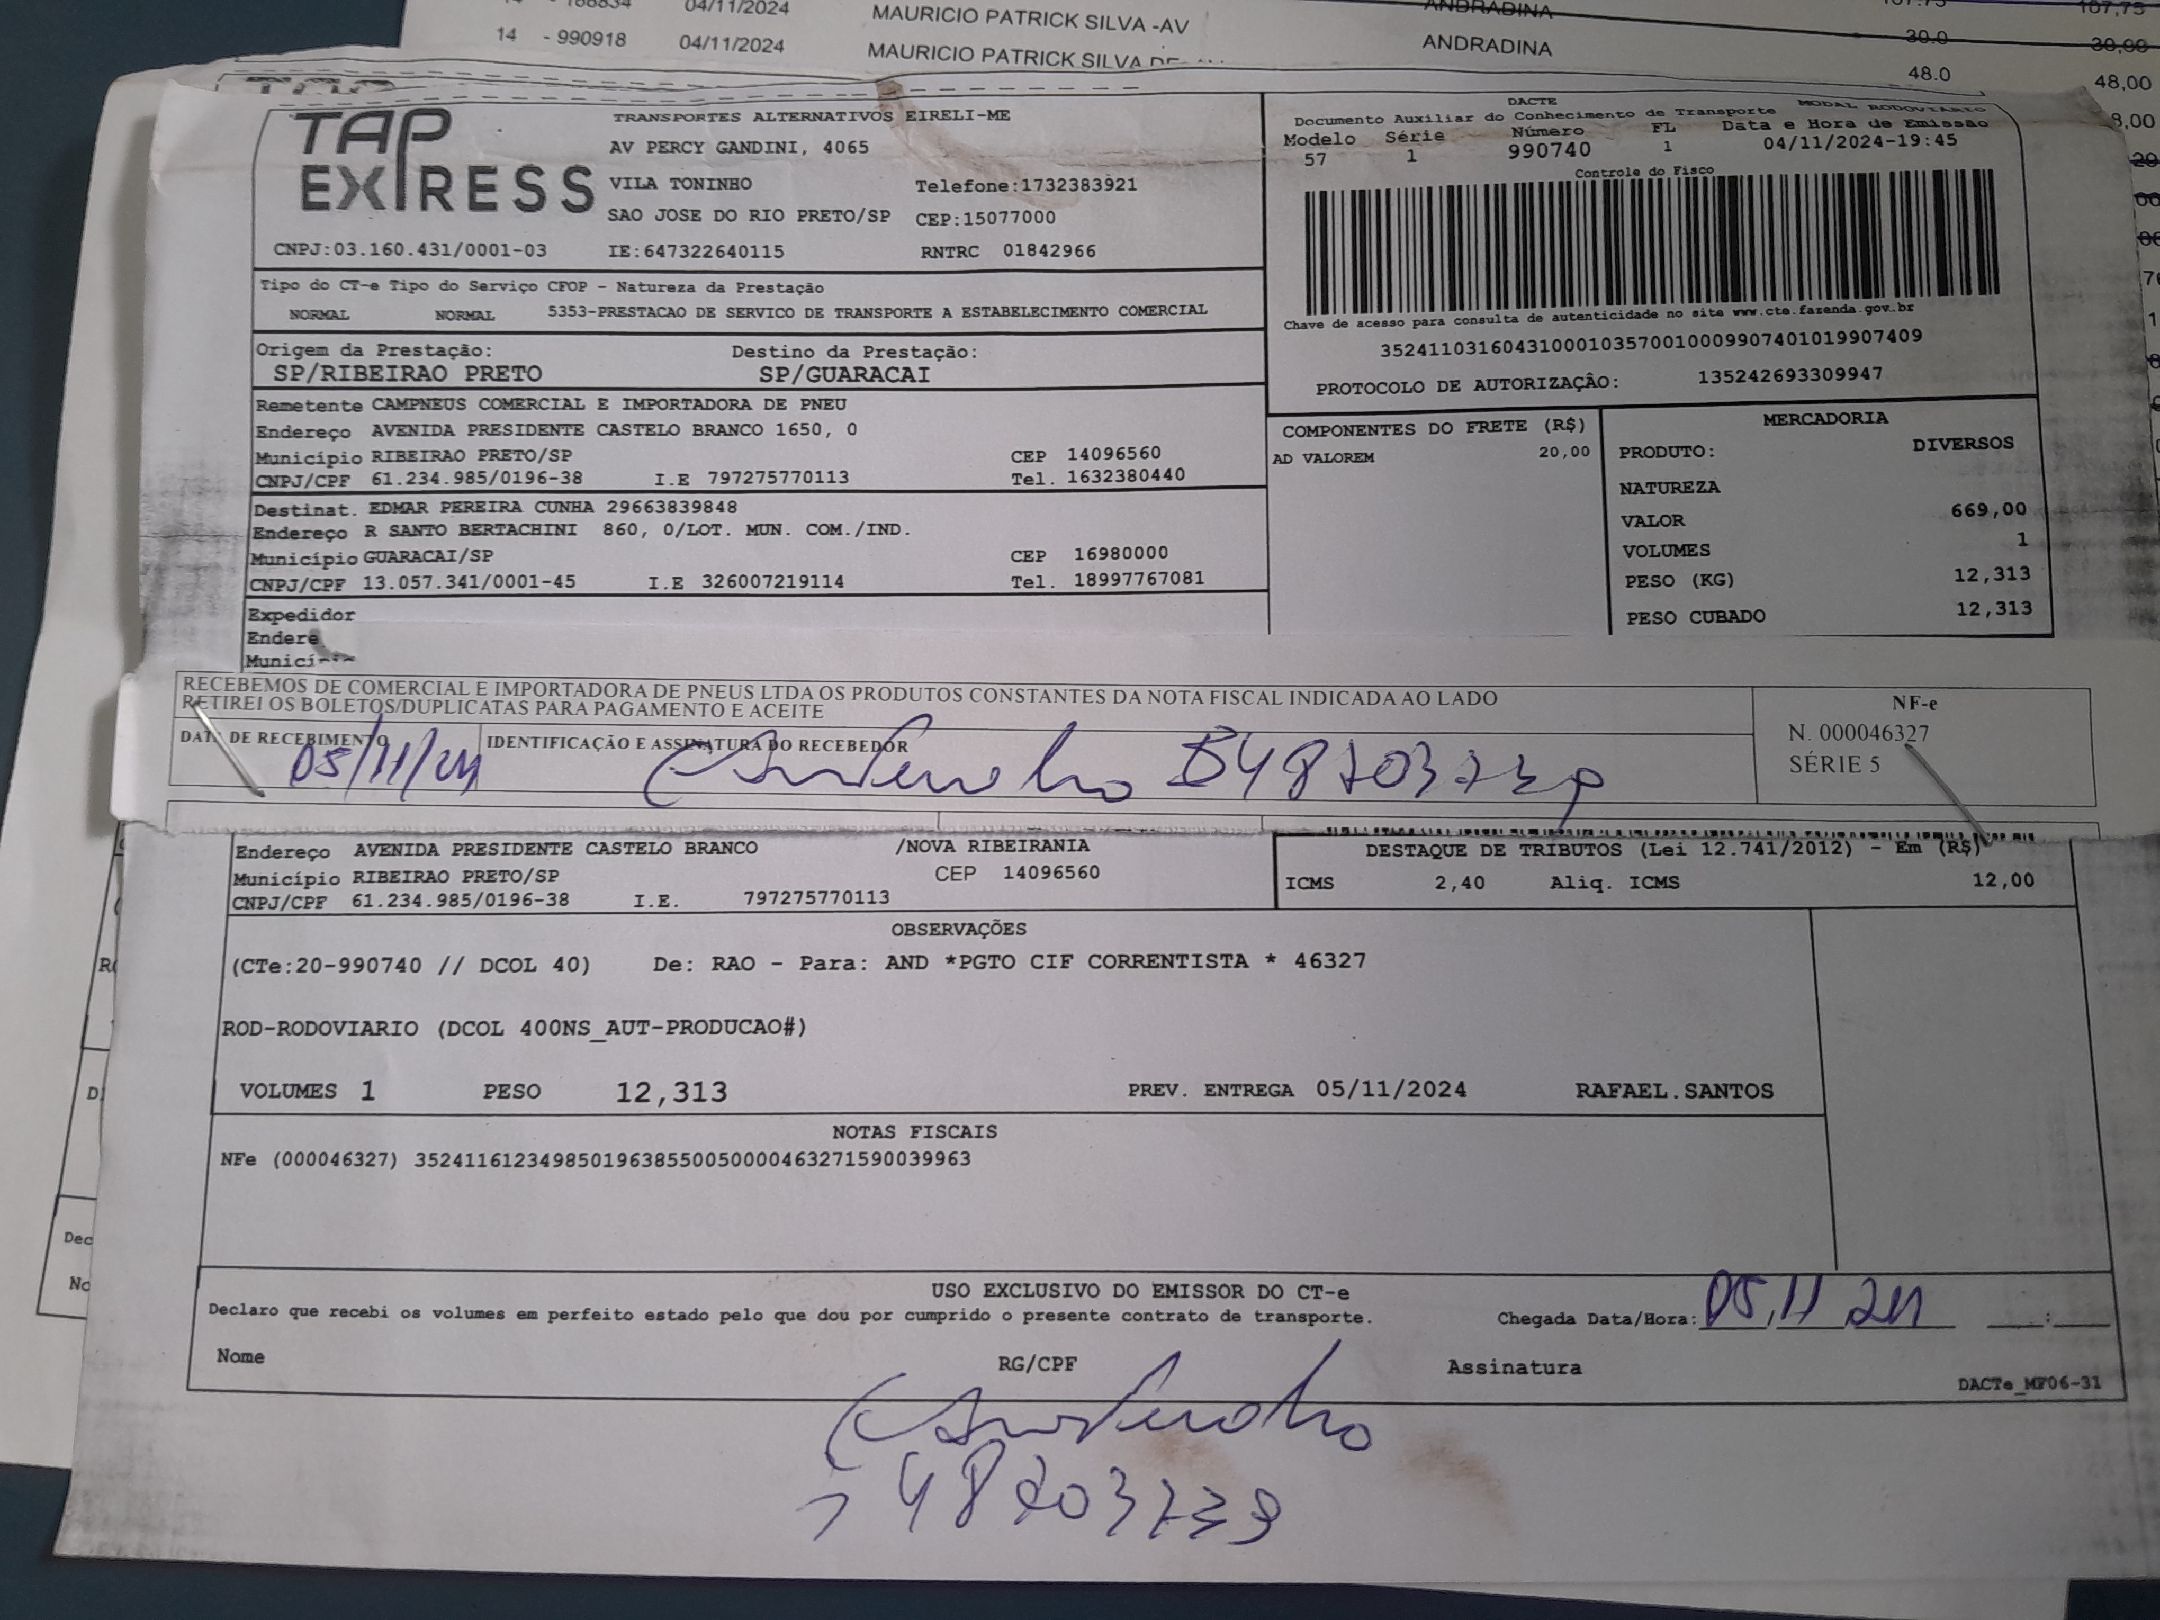 04/11/2024 MAURICIO PATRICK SILVA -AV ANDRADINA 107,75
14 - 990918 04/11/2024 MAURICIO PATRICK SILVA ANDRADINA 30.0 30,00
48.0 48,00
TAP EXPRESS
TRANSPORTES ALTERNATIVOS EIRELI-ME
AV PERCY GANDINI, 4065
VILA TONINHO Telefone:1732383921
SAO JOSE DO RIO PRETO/SP CEP:15077000
CNPJ:03.160.431/0001-03 IE:647322640115 RNTRC 01842966
DACTE MODAL RODOVIARIO
Documento Auxiliar do Conhecimento de Transporte
Modelo Série Número FL Data e Hora de Emissão
57 1 990740 1 04/11/2024-19:45
Controle do Fisco
Chave de acesso para consulta de autenticidade no site www.cte.fazenda.gov.br
35241103160431000103570010009907401019907409
PROTOCOLO DE AUTORIZAÇÃO: 135242693309947
Tipo do CT-e Tipo do Serviço CFOP - Natureza da Prestação
NORMAL NORMAL 5353-PRESTACAO DE SERVICO DE TRANSPORTE A ESTABELECIMENTO COMERCIAL
Origem da Prestação: Destino da Prestação:
SP/RIBEIRAO PRETO SP/GUARACAI
Remetente CAMPNEUS COMERCIAL E IMPORTADORA DE PNEU
Endereço AVENIDA PRESIDENTE CASTELO BRANCO 1650, 0
Município RIBEIRAO PRETO/SP CEP 14096560
CNPJ/CPF 61.234.985/0196-38 I.E 797275770113 Tel. 1632380440
Destinat. EDMAR PEREIRA CUNHA 29663839848
Endereço R SANTO BERTACHINI 860, 0/LOT. MUN. COM./IND.
Município GUARACAI/SP CEP 16980000
CNPJ/CPF 13.057.341/0001-45 I.E 326007219114 Tel. 18997767081
Expedidor
Endere
Municí
COMPONENTES DO FRETE (R$)
AD VALOREM 20,00
MERCADORIA
PRODUTO: DIVERSOS
NATUREZA
VALOR 669,00
VOLUMES 1
PESO (KG) 12,313
PESO CUBADO 12,313
RECEBEMOS DE COMERCIAL E IMPORTADORA DE PNEUS LTDA OS PRODUTOS CONSTANTES DA NOTA FISCAL INDICADA AO LADO
RETIREI OS BOLETOS/DUPLICATAS PARA PAGAMENTO E ACEITE
DATA DE RECEBIMENTO IDENTIFICAÇÃO E ASSINATURA DO RECEBEDOR
05/11/24
NF-e
N. 000046327
SÉRIE 5
Endereço AVENIDA PRESIDENTE CASTELO BRANCO /NOVA RIBEIRANIA
Município RIBEIRAO PRETO/SP CEP 14096560
CNPJ/CPF 61.234.985/0196-38 I.E. 797275770113
DESTAQUE DE TRIBUTOS (Lei 12.741/2012) - Em (R$)
ICMS 2,40 Aliq. ICMS 12,00
OBSERVAÇÕES
(CTe:20-990740 // DCOL 40) De: RAO - Para: AND *PGTO CIF CORRENTISTA * 46327
ROD-RODOVIARIO (DCOL 400NS_AUT-PRODUCAO#)
VOLUMES 1 PESO 12,313 PREV. ENTREGA 05/11/2024 RAFAEL.SANTOS
NOTAS FISCAIS
NFe (000046327) 35241161234985019638550050000463271590039963
USO EXCLUSIVO DO EMISSOR DO CT-e
Declaro que recebi os volumes em perfeito estado pelo que dou por cumprido o presente contrato de transporte. Chegada Data/Hora: 05 11 24
Nome RG/CPF Assinatura
DACTe_MF06-31